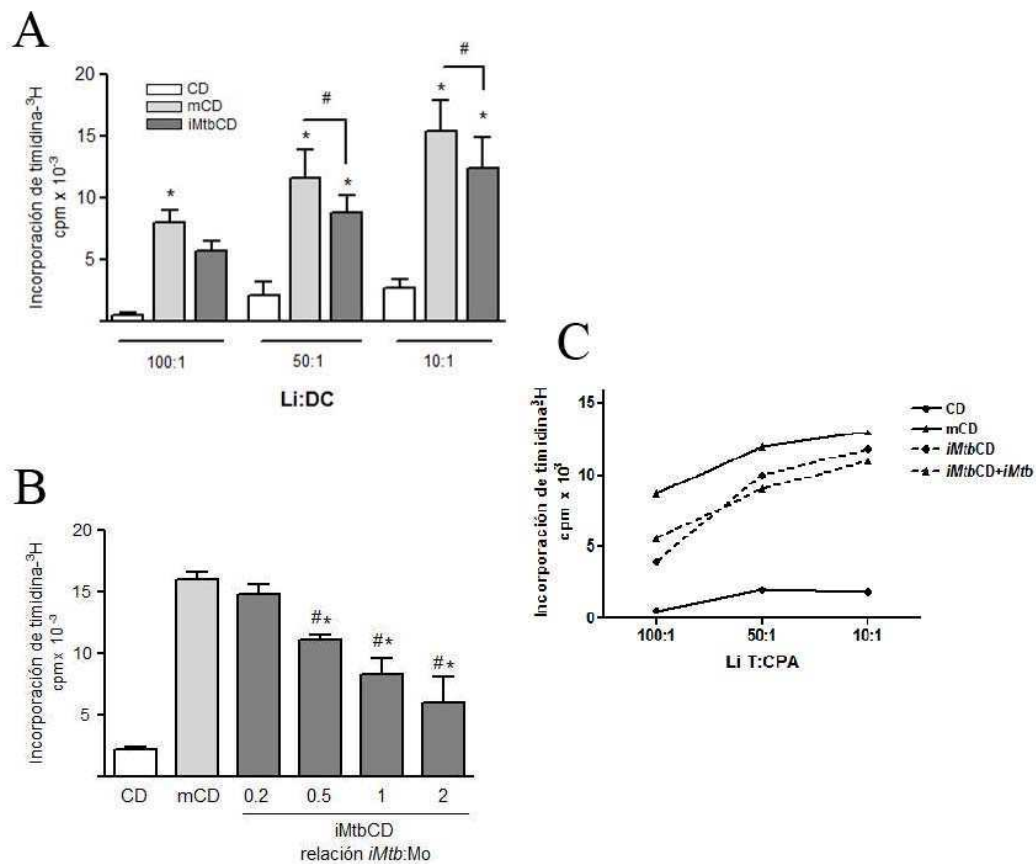 A
Incorporación de timidina-³H
cpm x 10⁻³
20
15
10
5
CD
mCD
iMtbCD
*
*
#
*
*
#
*
100:1
50:1
10:1
Li:DC
B
Incorporación de timidina-³H
cpm x 10⁻³
20
15
10
5
#*
#*
#*
CD
mCD
0.2
0.5
1
2
iMtbCD
relación iMtb:Mo
C
Incorporación de timidina-³H
15
10
5
0
CD
mCD
iMtbCD
iMtbCD+iMtb
100:1
50:1
10:1
Li T:CPA